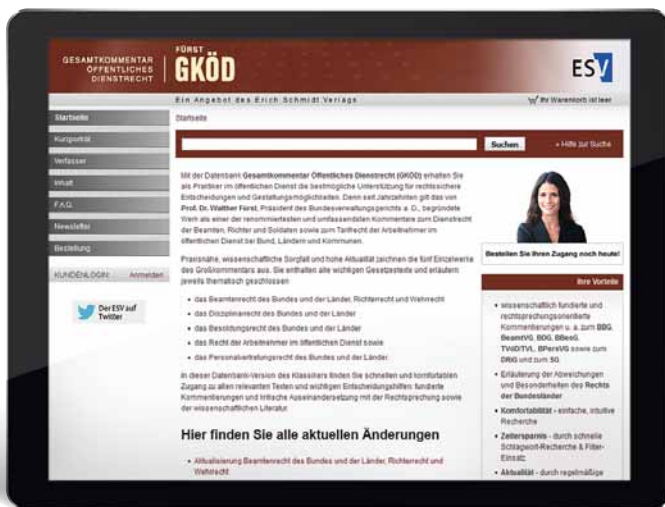 GESAMTKOMMENTAR
ÖFFENTLICHES
DIENSTRECHT
FÜRST
GKÖD
ESV
Ein Angebot des Erich Schmidt Verlags
Ihr Warenkorb ist leer
Startseite
Kurzporträt
Verfasser
Inhalt
F.A.Q.
Newsletter
Bestellung
KUNDENLOGIN: Anmelden
Der ESV auf
Twitter
Startseite
Suchen
» Hilfe zur Suche
Mit der Datenbank Gesamtkommentar Öffentliches Dienstrecht (GKÖD) erhalten Sie
als Praktiker im öffentlichen Dienst die bestmögliche Unterstützung für rechtssichere
Entscheidungen und Gestaltungsmöglichkeiten. Denn seit Jahrzehnten gilt das von
Prof. Dr. Walther Fürst, Präsident des Bundesverwaltungsgerichts a. D., begründete
Werk als einer der renommiertesten und umfassendsten Kommentare zum Dienstrecht
der Beamten, Richter und Soldaten sowie zum Tarifrecht der Arbeitnehmer im
öffentlichen Dienst bei Bund, Ländern und Kommunen.
Praxisnähe, wissenschaftliche Sorgfalt und hohe Aktualität zeichnen die fünf Einzelwerke
des Großkommentars aus. Sie enthalten alle wichtigen Gesetzestexte und erläutern
jeweils thematisch geschlossen
• das Beamtenrecht des Bundes und der Länder, Richterrecht und Wehrrecht
• das Disziplinarrecht des Bundes und der Länder
• das Besoldungsrecht des Bundes und der Länder
• das Recht der Arbeitnehmer im öffentlichen Dienst sowie
• das Personalvertretungsrecht des Bundes und der Länder.
In dieser Datenbank-Version des Klassikers finden Sie schnellen und komfortablen
Zugang zu allen relevanten Texten und wichtigen Entscheidungshilfen: fundierte
Kommentierungen und kritische Auseinandersetzung mit der Rechtsprechung sowie
der wissenschaftlichen Literatur.
Hier finden Sie alle aktuellen Änderungen
• Aktualisierung Beamtenrecht des Bundes und der Länder, Richterrecht und
Wehrrecht
Bestellen Sie Ihren Zugang noch heute!
Ihre Vorteile
• wissenschaftlich fundierte und
rechtsprechungsorientierte
Kommentierungen u. a. zum BBG,
BeamtVG, BDG, BBesG,
TVöD/TVL, BPersVG sowie zum
DRiG und zum SG.
• Erläuterung der Abweichungen
und Besonderheiten des Rechts
der Bundesländer
• Komfortabilität - einfache, intuitive
Recherche
• Zeitersparnis - durch schnelle
Schlagwort-Recherche & Filter-
Einsatz
• Aktualität - durch regelmäßige